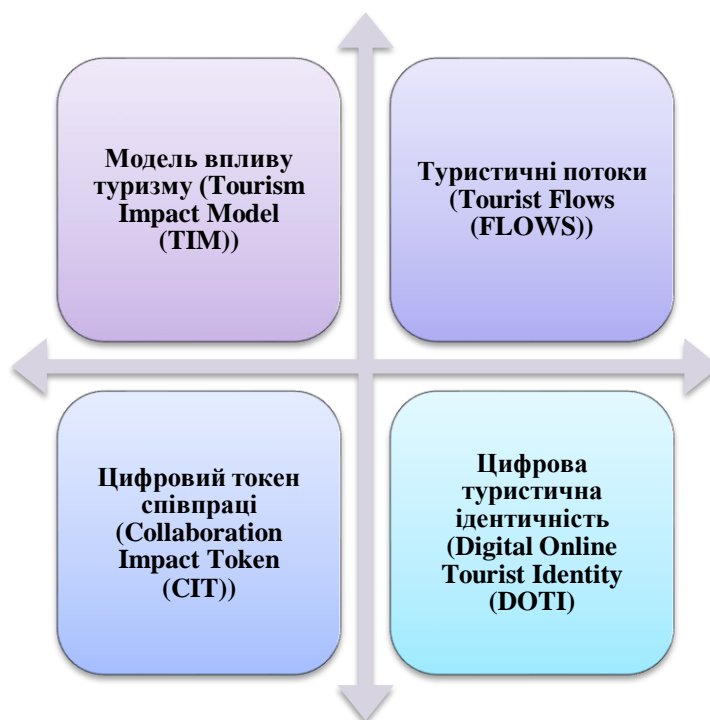 Модель впливу
туризму (Tourism
Impact Model
(TIM))
Туристичні потоки
(Tourist Flows
(FLOWS))
Цифровий токен
співпраці
(Collaboration
Impact Token
(CIT))
Цифрова
туристична
ідентичність
(Digital Online
Tourist Identity
(DOTI)